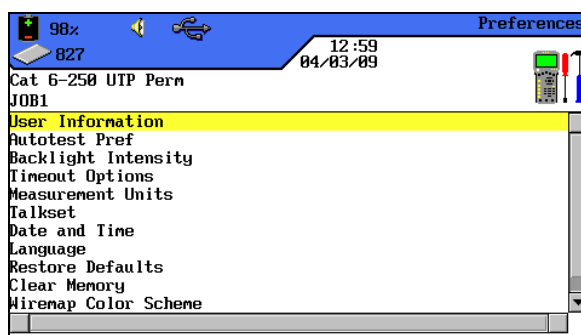 98%
Preferences
827
12:59
04/03/09
Cat 6-250 UTP Perm
JOB1
User Information
Autotest Pref
Backlight Intensity
Timeout Options
Measurement Units
Talkset
Date and Time
Language
Restore Defaults
Clear Memory
Wiremap Color Scheme